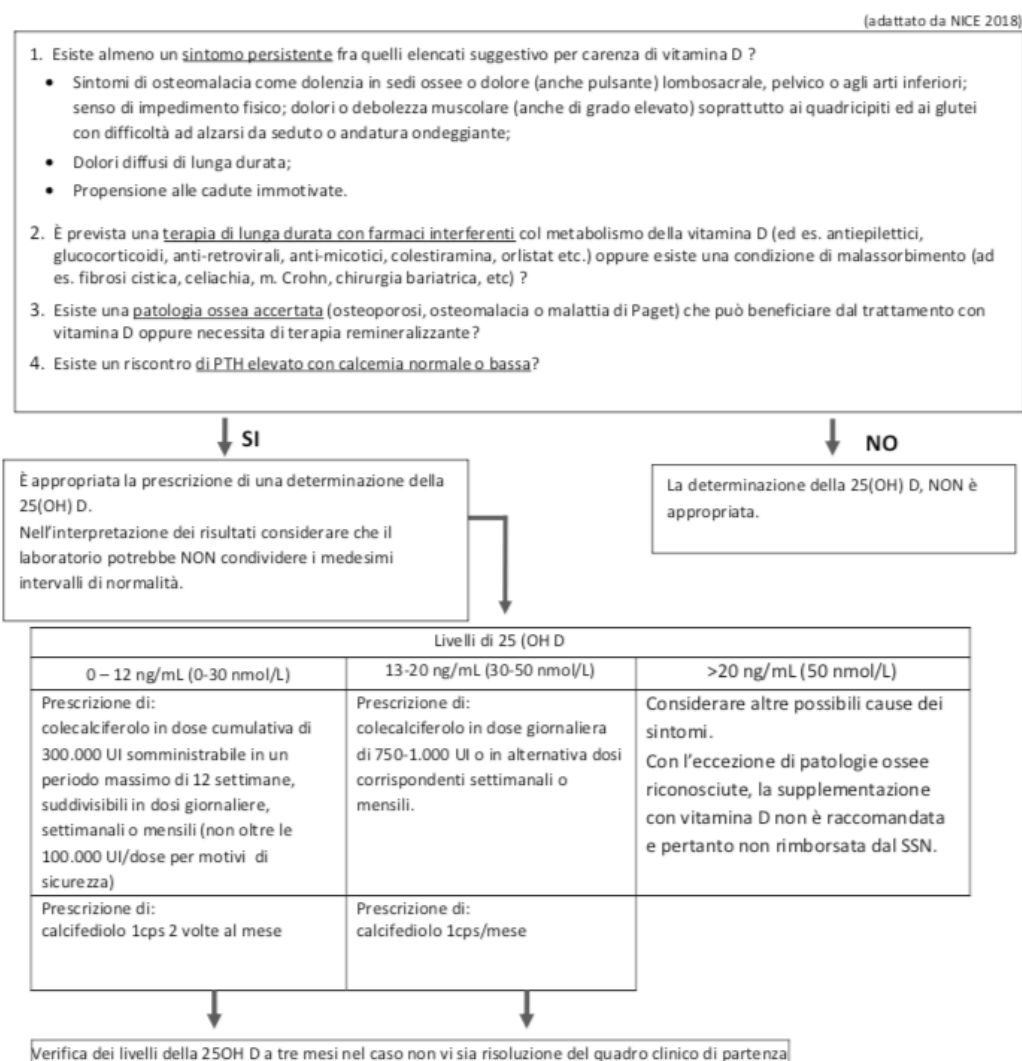 (adattato da NICE 2018)
1. Esiste almeno un sintomo persistente fra quelli elencati suggestivo per carenza di vitamina D ?
• Sintomi di osteomalacia come dolenzia in sedi ossee o dolore (anche pulsante) lombosacrale, pelvico o agli arti inferiori;
senso di impedimento fisico; dolori o debolezza muscolare (anche di grado elevato) soprattutto ai quadricipiti ed ai glutei
con difficoltà ad alzarsi da seduto o andatura ondeggiante;
• Dolori diffusi di lunga durata;
• Propensione alle cadute immotivate.
2. È prevista una terapia di lunga durata con farmaci interferenti col metabolismo della vitamina D (ed es. antiepilettici,
glucocorticoidi, anti-retrovirali, anti-micotici, colestiramina, orlistat etc.) oppure esiste una condizione di malassorbimento (ad
es. fibrosi cistica, celiachia, m. Crohn, chirurgia bariatrica, etc) ?
3. Esiste una patologia ossea accertata (osteoporosi, osteomalacia o malattia di Paget) che può beneficiare dal trattamento con
vitamina D oppure necessita di terapia remineralizzante?
4. Esiste un riscontro di PTH elevato con calcemia normale o bassa?
SI
NO
È appropriata la prescrizione di una determinazione della
25(OH) D.
Nell'interpretazione dei risultati considerare che il
laboratorio potrebbe NON condividere i medesimi
intervalli di normalità.
La determinazione della 25(OH) D, NON è
appropriata.
Livelli di 25 (OH D
0 – 12 ng/mL (0-30 nmol/L)
13-20 ng/mL (30-50 nmol/L)
>20 ng/mL (50 nmol/L)
Prescrizione di:
colecalciferolo in dose cumulativa di
300.000 UI somministrabile in un
periodo massimo di 12 settimane,
suddivisibili in dosi giornaliere,
settimanali o mensili (non oltre le
100.000 UI/dose per motivi di
sicurezza)
Prescrizione di:
colecalciferolo in dose giornaliera
di 750-1.000 UI o in alternativa dosi
corrispondenti settimanali o
mensili.
Considerare altre possibili cause dei
sintomi.
Con l'eccezione di patologie ossee
riconosciute, la supplementazione
con vitamina D non è raccomandata
e pertanto non rimborsata dal SSN.
Prescrizione di:
calcifediolo 1cps 2 volte al mese
Prescrizione di:
calcifediolo 1cps/mese
Verifica dei livelli della 25OH D a tre mesi nel caso non vi sia risoluzione del quadro clinico di partenza